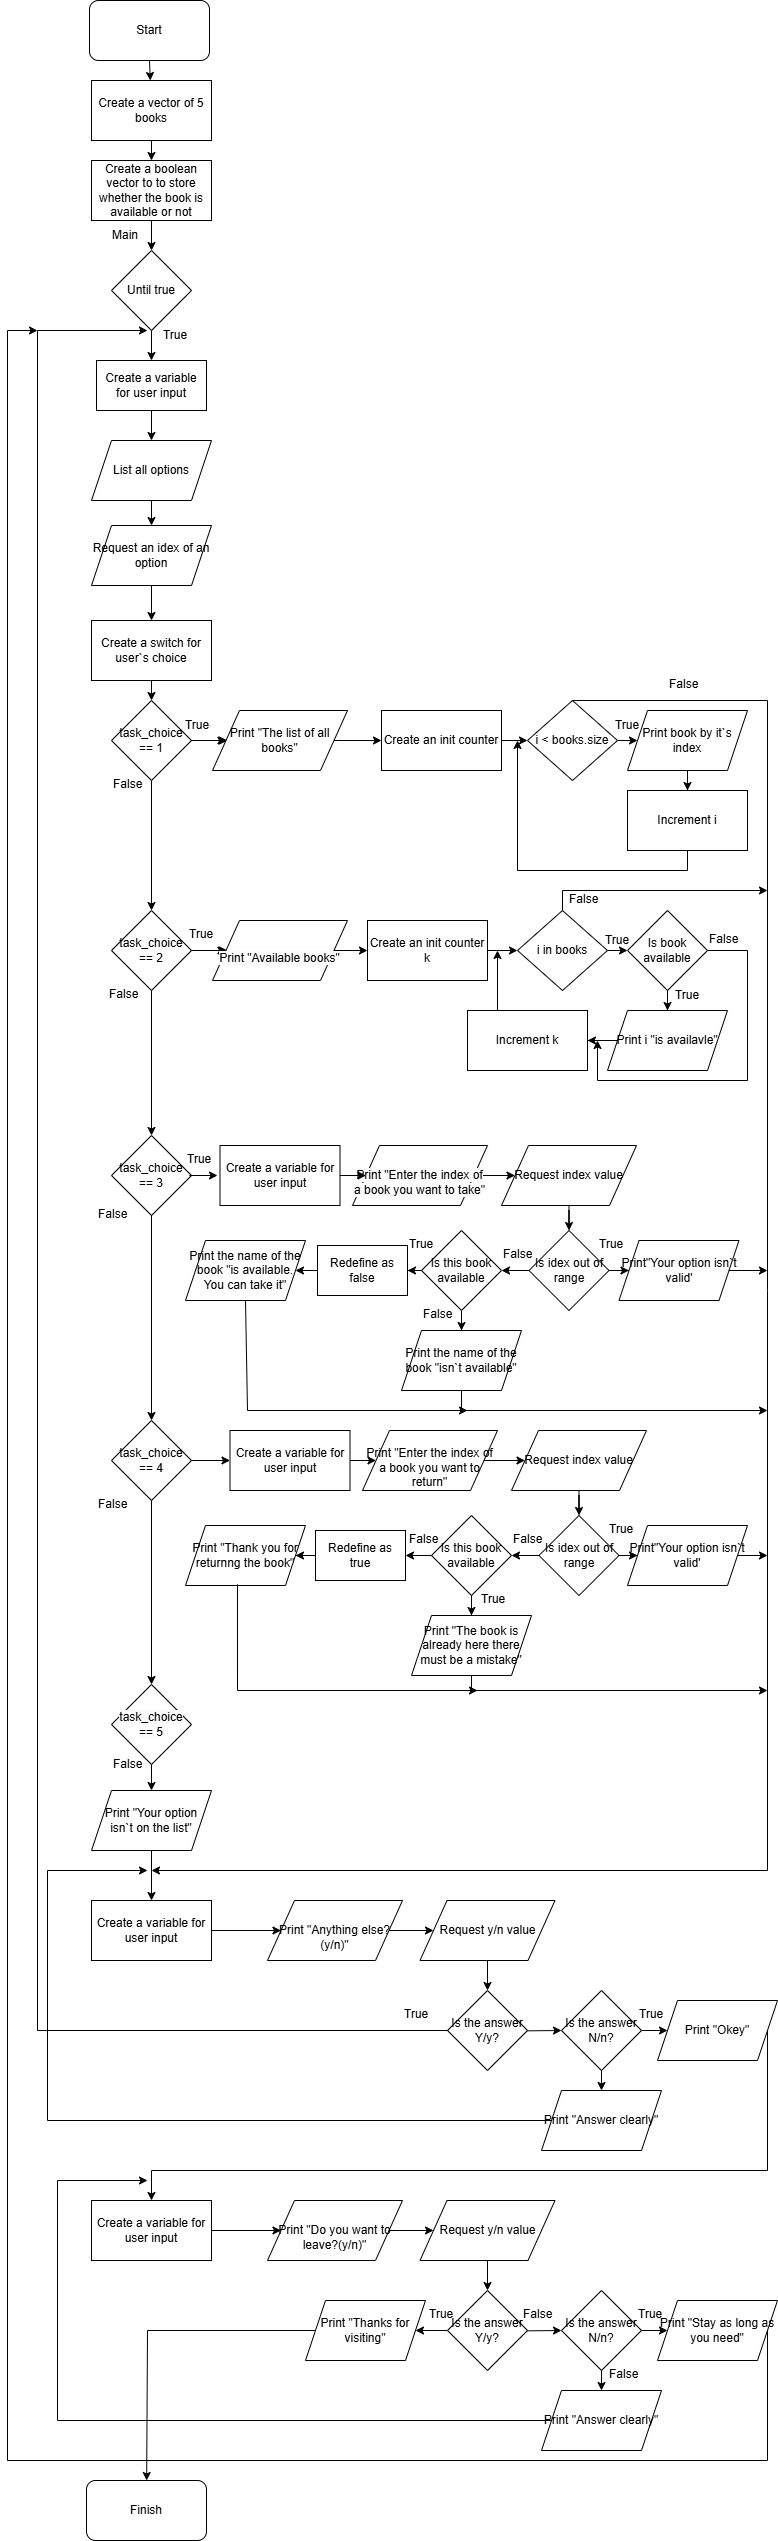 Start
Create a vector of 5
books
Create a boolean
vector to to store
whether the book is
available or not
Main
Until true
True
Create a variable
for user input
List all options
Request an idex of an
option
Create a switch for
user`s choice
False
task_choice
== 1
True
Print "The list of all
books"
Create an init counter
i < books.size
True
Print book by it`s
index
False
Increment i
task_choice
== 2
True
Print "Available books"
Create an init counter
k
False
i in books
True
Is book
available
False
False
True
Increment k
Print i "is availavle"
task_choice
== 3
True
Create a variable for
user input
Print "Enter the index of
a book you want to take"
Request index value
False
Print the name of the
book "is available.
You can take it"
Redefine as
false
True
Is this book
available
False
Is idex out of
range
True
Print"Your option isn`t
valid'
False
Print the name of the
book "isn`t available"
task_choice
== 4
Create a variable for
user input
Print "Enter the index of
a book you want to
return"
Request index value
False
Print "Thank you for
returnng the book"
Redefine as
true
False
Is this book
available
False
Is idex out of
range
True
Print"Your option isn`t
valid'
True
Print "The book is
already here there
must be a mistake"
task_choice
== 5
False
Print "Your option
isn`t on the list"
Create a variable for
user input
Print "Anything else?
(y/n)"
Request y/n value
True
Is the answer
Y/y?
Is the answer
N/n?
True
Print "Okey"
Print "Answer clearly"
Create a variable for
user input
Print "Do you want to
leave?(y/n)"
Request y/n value
Print "Thanks for
visiting"
True
Is the answer
Y/y?
False
Is the answer
N/n?
True
Print "Stay as long as
you need"
False
Print "Answer clearly"
Finish